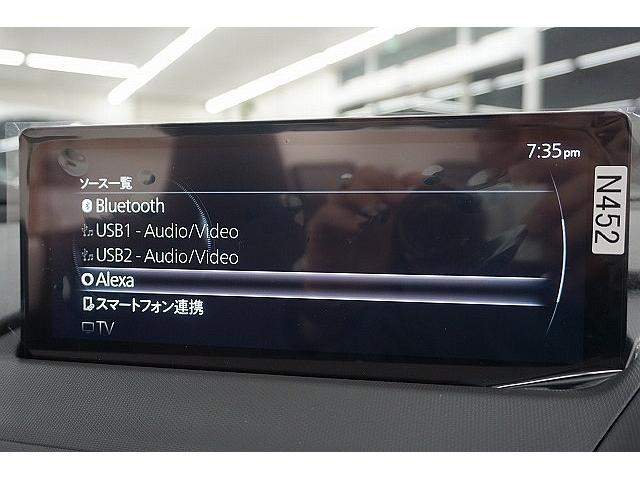 7:35pm
ソース一覧
Bluetooth
USB1 - Audio/Video
USB2 - Audio/Video
Alexa
スマートフォン連携
TV
N452